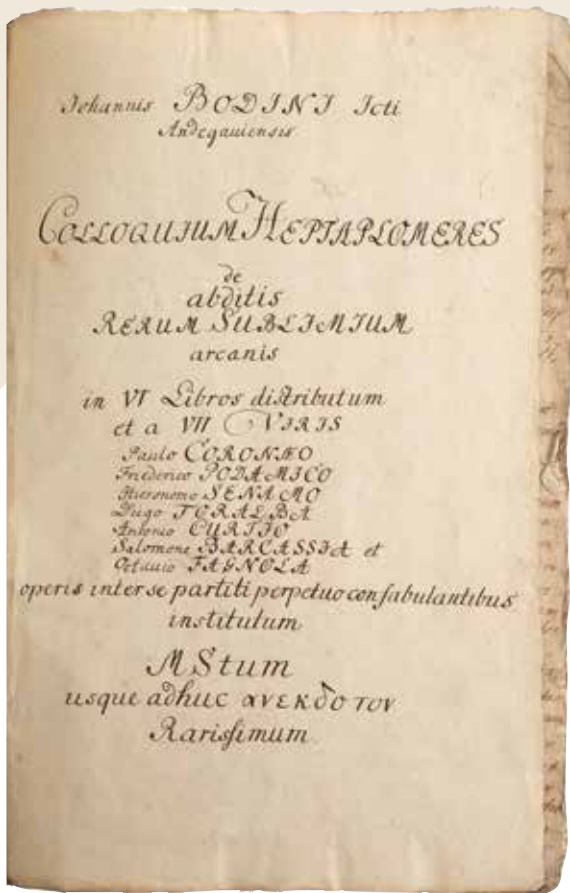 Johannis BODINI Icti
Andegauiensis
COLLOQUIUM HEPTAPLOMERES
de
abditis
RERUM SUBLIMIUM
arcanis
in VI Libros distributum
et a VII VIRIS
Paulo CORONÆO
Friderico PODAMICO
Hieronomo SENAMO
Diego TORALBA
Antonio CURTIO
Salomone BARCASSIA et
Octavio FAGNOLA
operis inter se partiti perpetuo confabulantibus
institutum
MStum
usque adhuc ανεκδοτον
Rarissimum